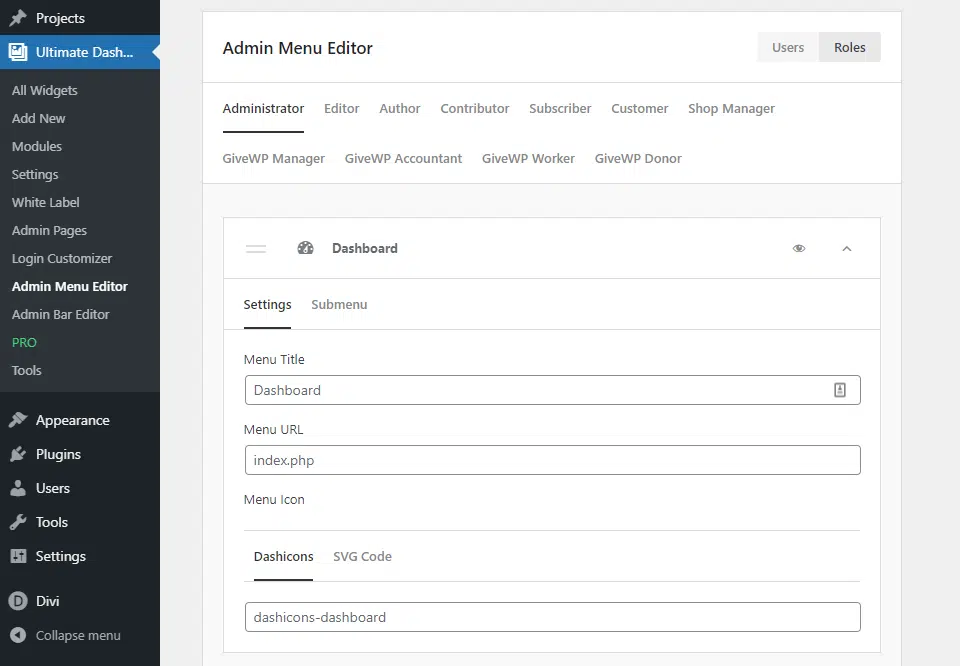 Projects
Ultimate Dash...
All Widgets
Add New
Modules
Settings
White Label
Admin Pages
Login Customizer
Admin Menu Editor
Admin Bar Editor
PRO
Tools
Appearance
Plugins
Users
Tools
Settings
Divi
Collapse menu
Admin Menu Editor
Users Roles
Administrator Editor Author Contributor Subscriber Customer Shop Manager
GiveWP Manager GiveWP Accountant GiveWP Worker GiveWP Donor
Dashboard
Settings Submenu
Menu Title
Dashboard
Menu URL
index.php
Menu Icon
Dashicons SVG Code
dashicons-dashboard